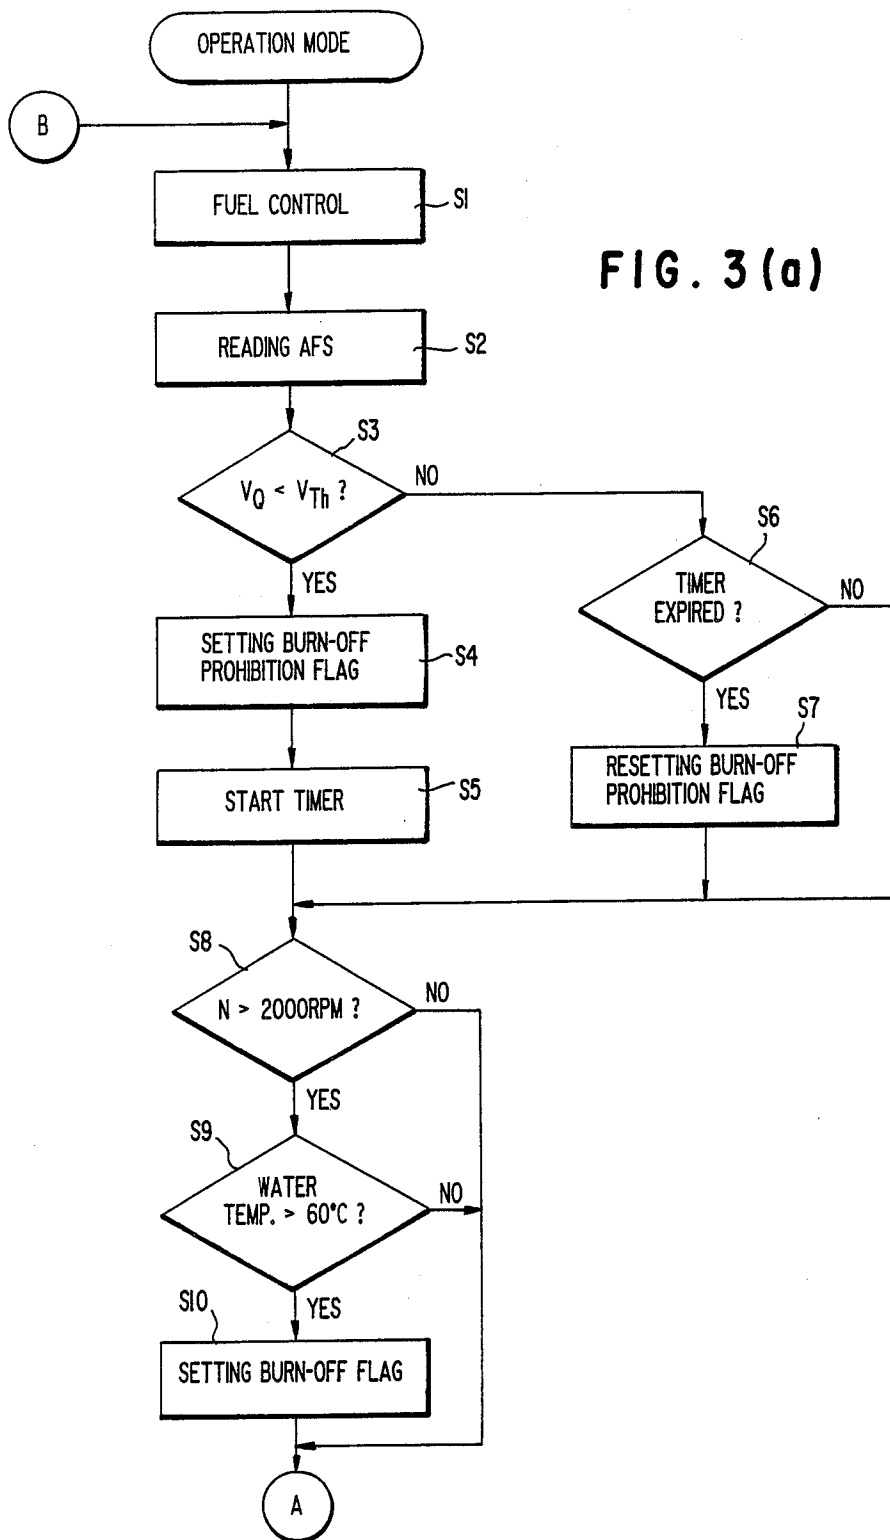 OPERATION MODE
B
FUEL CONTROL
S1
FIG. 3(a)
READING AFS
S2
S3
V_Q < V_Th ?
NO
YES
S6
TIMER
EXPIRED ?
NO
YES
SETTING BURN-OFF
PROHIBITION FLAG
S4
S7
RESETTING BURN-OFF
PROHIBITION FLAG
START TIMER
S5
S8
N > 2000RPM ?
NO
YES
S9
WATER
TEMP. > 60°C ?
NO
YES
S10
SETTING BURN-OFF FLAG
A